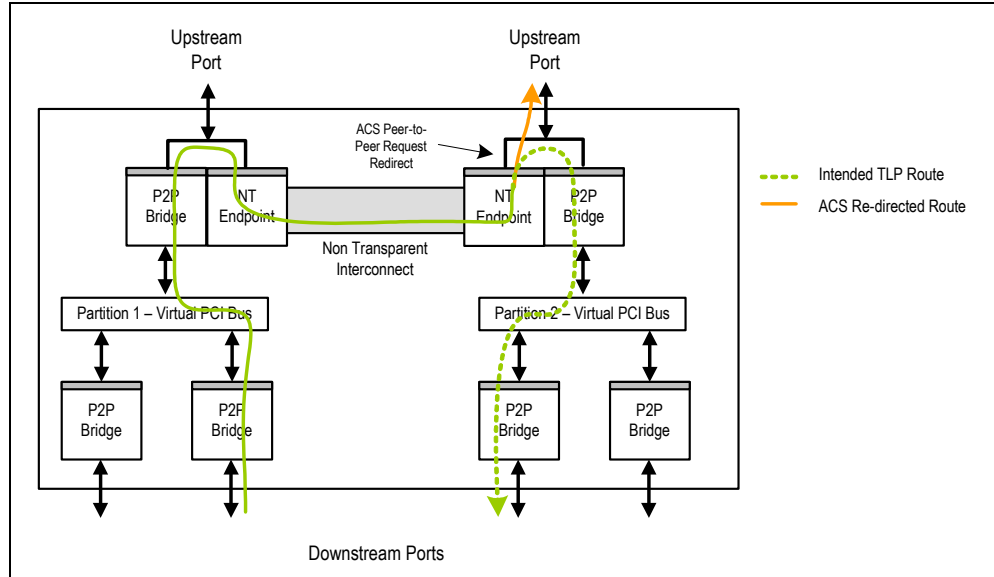 Upstream
Port
Upstream
Port
ACS Peer-to-
Peer Request
Redirect
P2P
Bridge
NT
Endpoint
NT
Endpoint
P2P
Bridge
Non Transparent
Interconnect
Intended TLP Route
ACS Re-directed Route
Partition 1 – Virtual PCI Bus
Partition 2 – Virtual PCI Bus
P2P
Bridge
P2P
Bridge
P2P
Bridge
P2P
Bridge
Downstream Ports